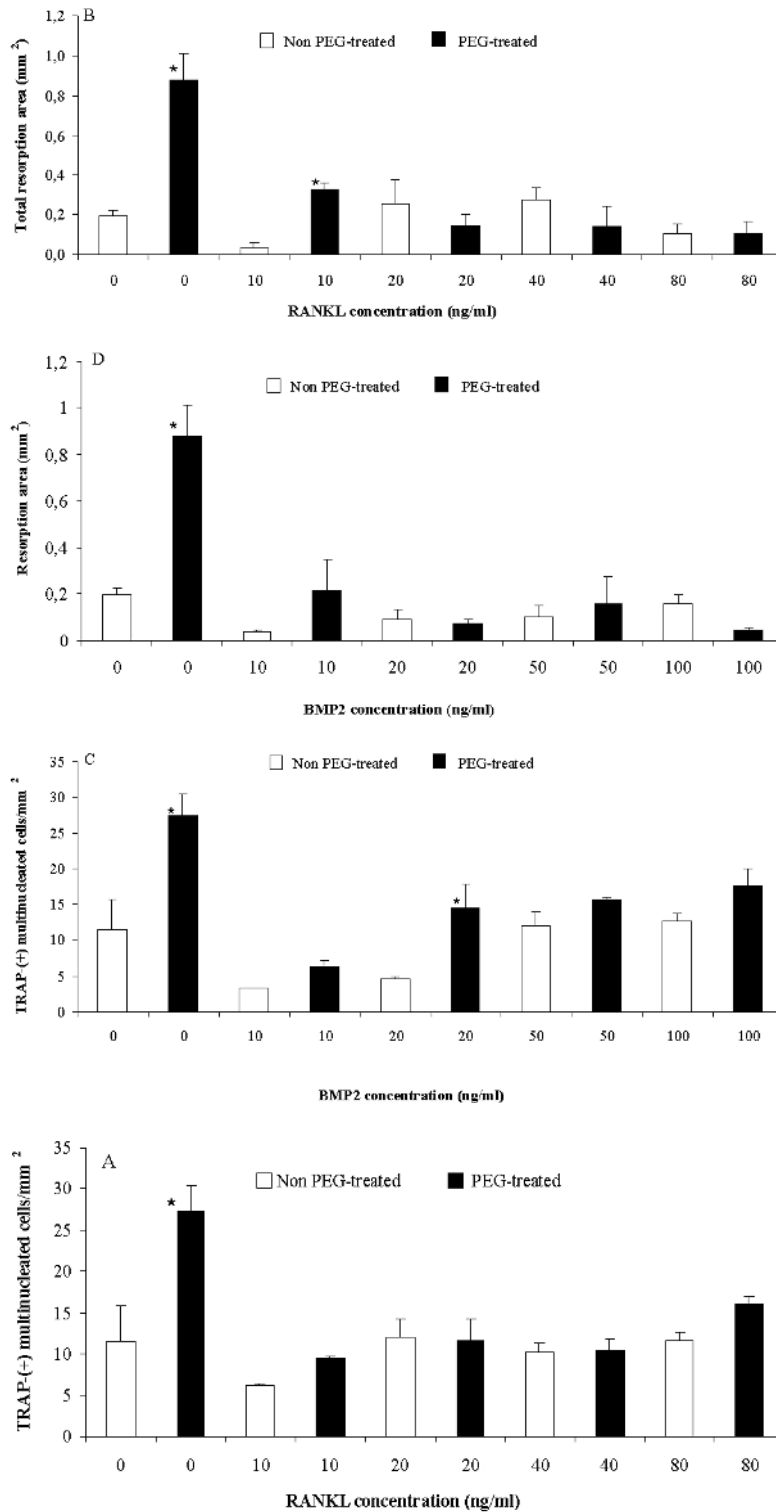 B
Non PEG-treated PEG-treated
Total resorption area (mm 2)
1,2
1,0
0,8
0,6
0,4
0,2
0,0
*
*
0 0 10 10 20 20 40 40 80 80
RANKL concentration (ng/ml)
D
Non PEG-treated PEG-treated
Resorption area (mm 2)
1,2
1
0,8
0,6
0,4
0,2
0
*
0 0 10 10 20 20 50 50 100 100
BMP2 concentration (ng/ml)
C
Non PEG-treated PEG-treated
TRAP-(+) multinucleated cells/mm 2
35
30
25
20
15
10
5
0
*
*
0 0 10 10 20 20 50 50 100 100
BMP2 concentration (ng/ml)
A
Non PEG-treated PEG-treated
TRAP-(+) multinucleated cells/mm 2
35
30
25
20
15
10
5
0
*
0 0 10 10 20 20 40 40 80 80
RANKL concentration (ng/ml)